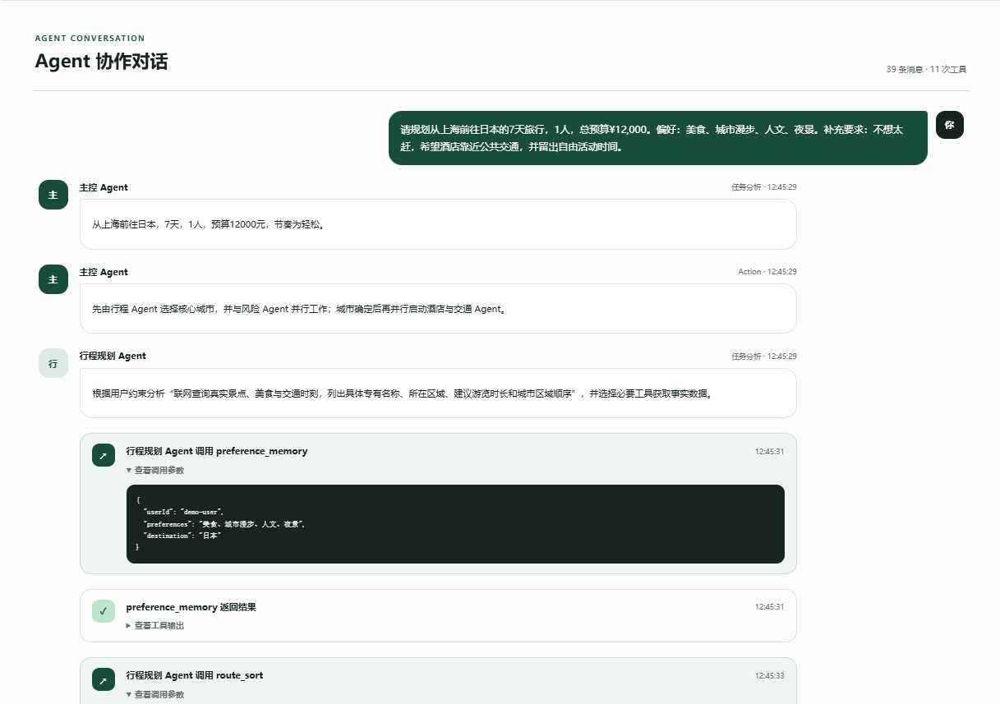 AGENT CONVERSATION
Agent 协作对话
39 条消息 · 11 次工具
请规划从上海前往日本的7天旅行，1人，总预算¥12,000。偏好：美食、城市漫步、人文、夜景。补充要求：不想太
赶，希望酒店靠近公共交通，并留出自由活动时间。
你
主
主控 Agent
任务分析 · 12:45:29
从上海前往日本，7天，1人，预算12000元，节奏为轻松。
主
主控 Agent
Action · 12:45:29
先由行程 Agent 选择核心城市，并与风险 Agent 并行工作；城市确定后再并行启动酒店与交通 Agent。
行
行程规划 Agent
任务分析 · 12:45:29
根据用户约束分析“联网查询真实景点、美食与交通时刻，列出具体专有名称、所在区域、建议游览时长和城市区域顺序”，并选择必要工具获取事实数据。
↗
行程规划 Agent 调用 preference_memory
12:45:31
▼ 查看调用参数
{
"userId": "demo-user",
"preferences": "美食、城市漫步、人文、夜景",
"destination": "日本"
}
✓
preference_memory 返回结果
12:45:31
▶ 查看工具输出
↗
行程规划 Agent 调用 route_sort
12:45:33
▼ 查看调用参数